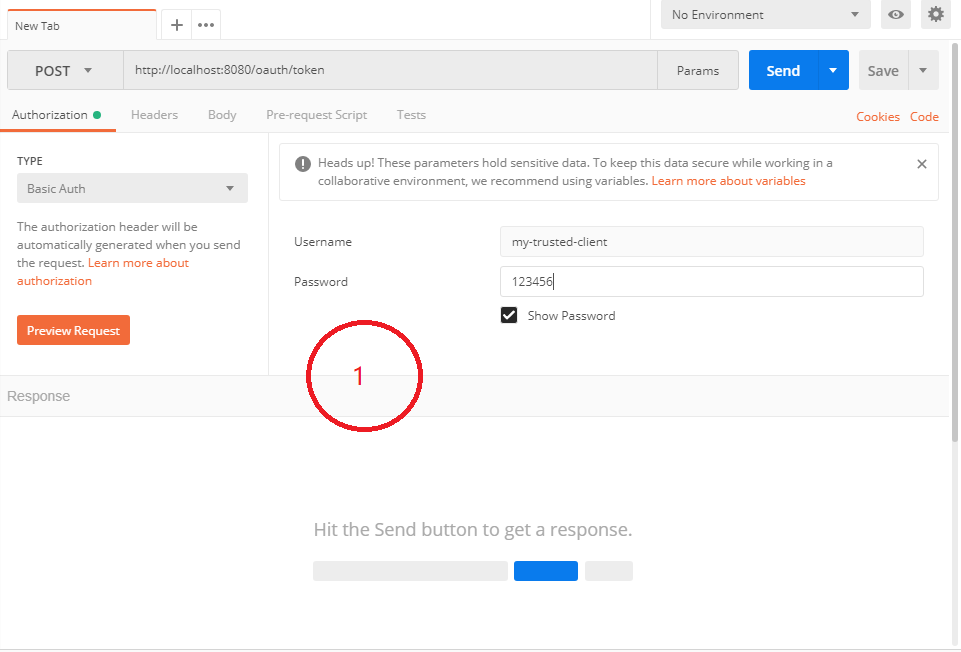 New Tab
No Environment
POST
http://localhost:8080/oauth/token
Params
Send
Save
Authorization
Headers
Body
Pre-request Script
Tests
Cookies
Code
TYPE
Basic Auth
The authorization header will be
automatically generated when you send
the request. Learn more about
authorization
Preview Request
Heads up! These parameters hold sensitive data. To keep this data secure while working in a
collaborative environment, we recommend using variables. Learn more about variables
Username
my-trusted-client
Password
123456
Show Password
1
Response
Hit the Send button to get a response.